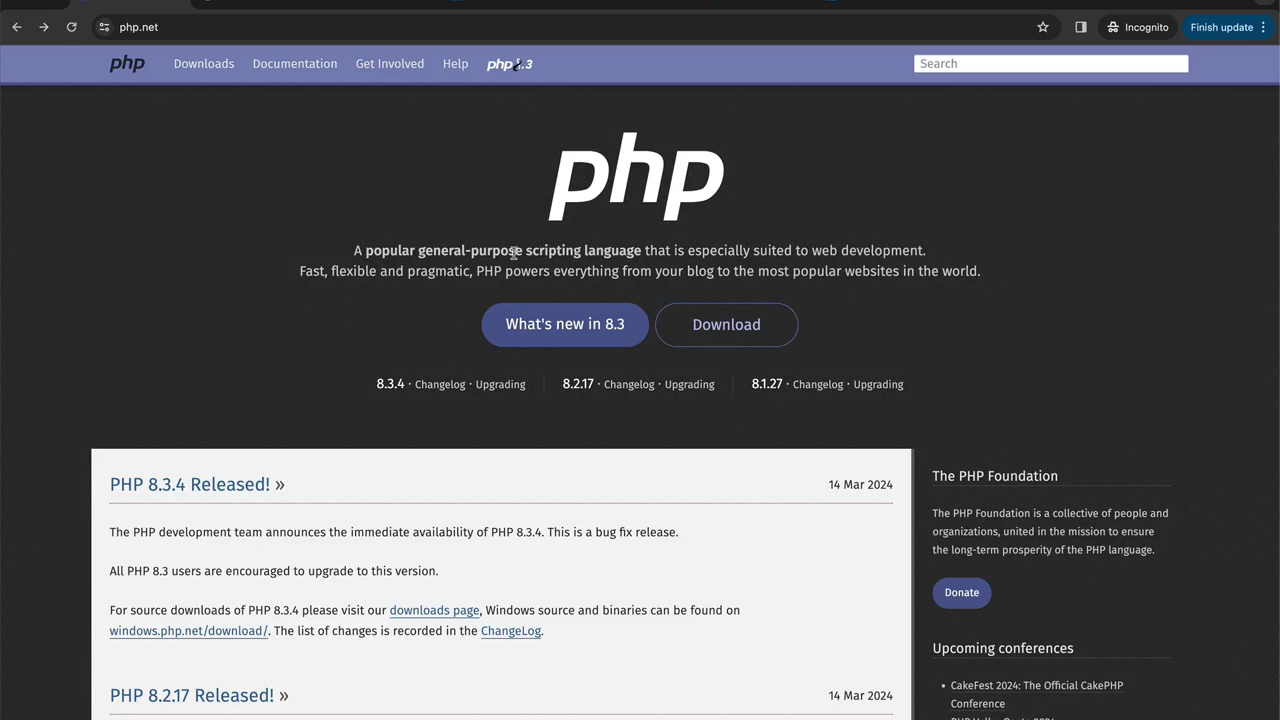 php.net
Incognito
Finish update
php
Downloads
Documentation
Get Involved
Help
php8.3
Search
php
A popular general-purpose scripting language that is especially suited to web development.
Fast, flexible and pragmatic, PHP powers everything from your blog to the most popular websites in the world.
What's new in 8.3
Download
8.3.4 · Changelog · Upgrading
8.2.17 · Changelog · Upgrading
8.1.27 · Changelog · Upgrading
PHP 8.3.4 Released! »
14 Mar 2024
The PHP development team announces the immediate availability of PHP 8.3.4. This is a bug fix release.
All PHP 8.3 users are encouraged to upgrade to this version.
For source downloads of PHP 8.3.4 please visit our downloads page, Windows source and binaries can be found on
windows.php.net/download/. The list of changes is recorded in the ChangeLog.
PHP 8.2.17 Released! »
14 Mar 2024
The PHP Foundation
The PHP Foundation is a collective of people and
organizations, united in the mission to ensure
the long-term prosperity of the PHP language.
Donate
Upcoming conferences
• CakeFest 2024: The Official CakePHP
Conference